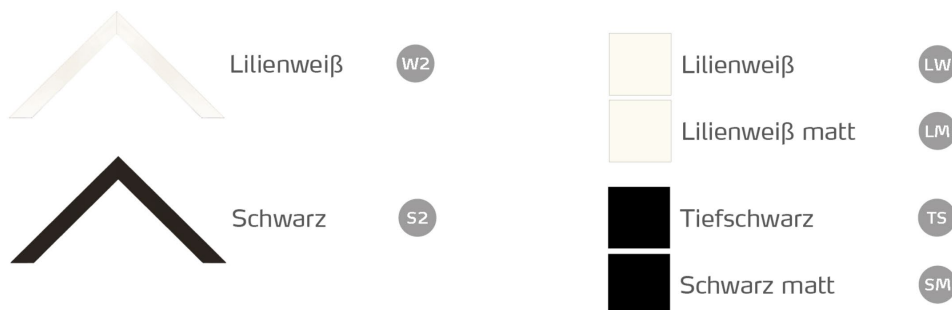 Lilienweiß W2
Schwarz S2
Lilienweiß LW
Lilienweiß matt LM
Tiefschwarz TS
Schwarz matt SM